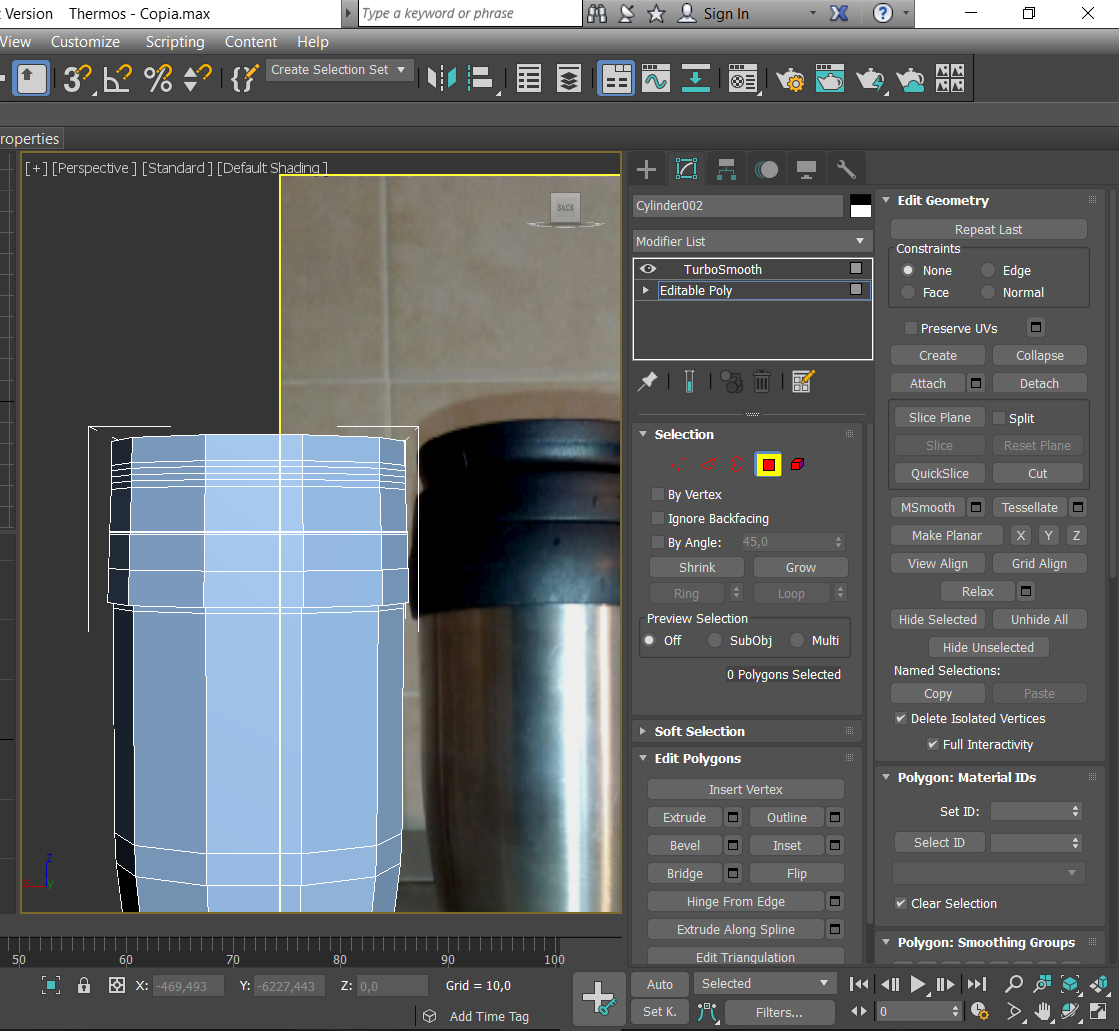 Version Thermos - Copia.max
Type a keyword or phrase
Sign In
View Customize Scripting Content Help
Create Selection Set
roperties
[+] [Perspective ] [Standard ] [Default Shading ]
BACK
Cylinder002
Modifier List
TurboSmooth
Editable Poly
Selection
By Vertex
Ignore Backfacing
By Angle: 45,0
Shrink Grow
Ring Loop
Preview Selection
Off SubObj Multi
0 Polygons Selected
Soft Selection
Edit Polygons
Insert Vertex
Extrude Outline
Bevel Inset
Bridge Flip
Hinge From Edge
Extrude Along Spline
Edit Triangulation
Edit Geometry
Repeat Last
Constraints
None Edge
Face Normal
Preserve UVs
Create Collapse
Attach Detach
Slice Plane Split
Slice Reset Plane
QuickSlice Cut
MSmooth Tessellate
Make Planar X Y Z
View Align Grid Align
Relax
Hide Selected Unhide All
Hide Unselected
Named Selections:
Copy Paste
Delete Isolated Vertices
Full Interactivity
Polygon: Material IDs
Set ID:
Select ID
Clear Selection
Polygon: Smoothing Groups
z
50 60 70 80 90 100
X: -469,493 Y: -6227,443 Z: 0,0 Grid = 10,0
Add Time Tag
Auto Selected
Set K. Filters...
0